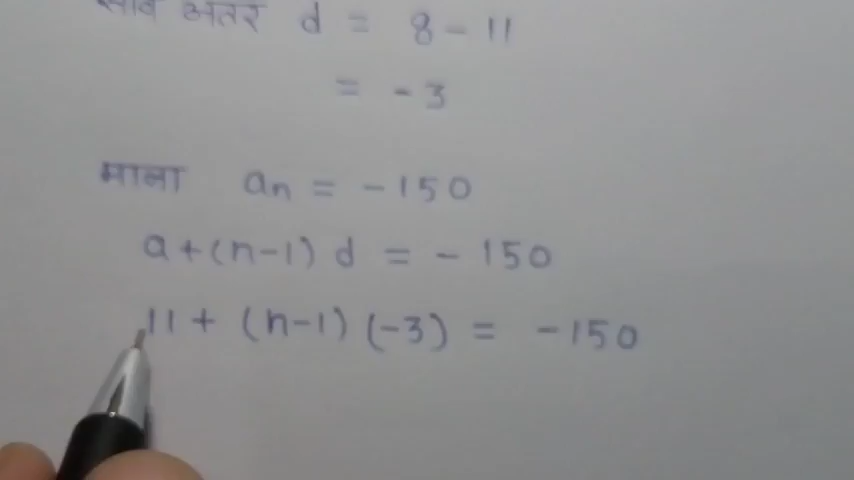 अंतर d = 8 - 11
= - 3
माना an = - 150
a + (n-1) d = - 150
11 + (n-1) (-3) = -150